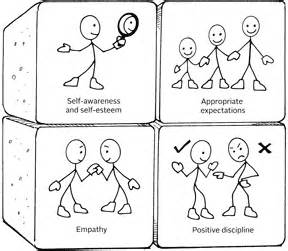 Self-awareness
and self-esteem
Appropriate
expectations
Empathy
Positive discipline